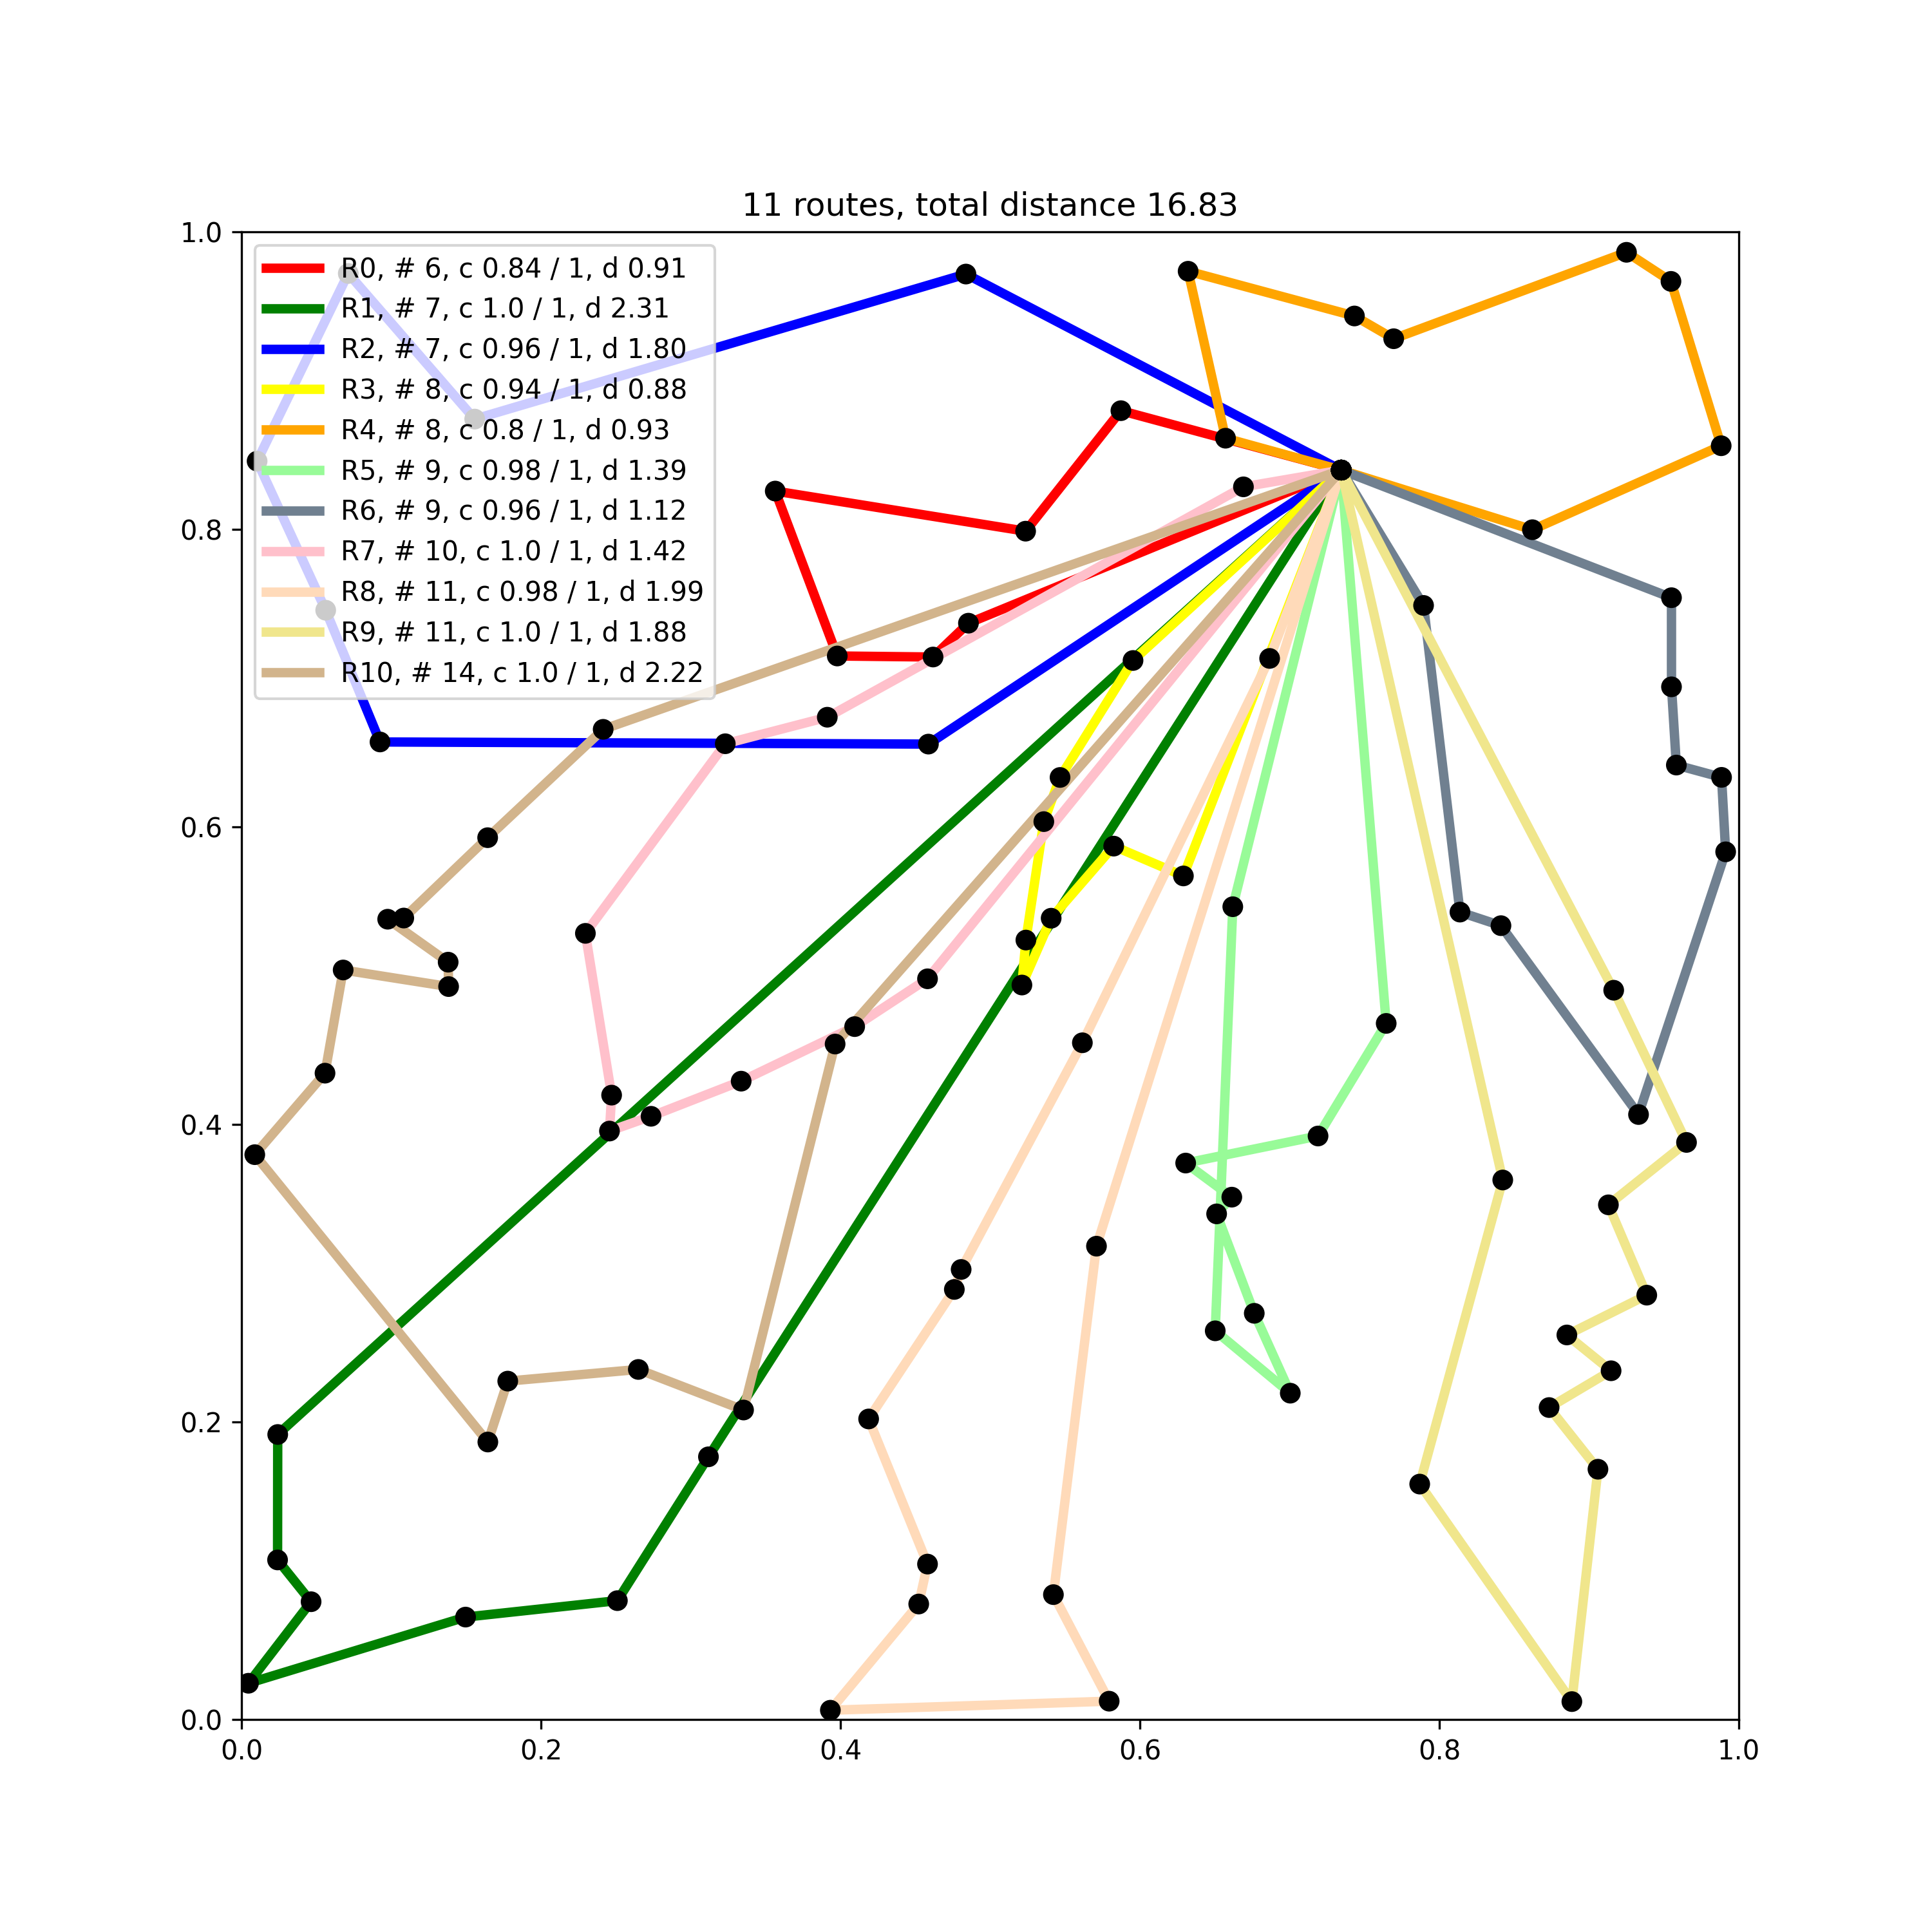 11 routes, total distance 16.83
1.0
R0, # 6, c 0.84 / 1, d 0.91
R1, # 7, c 1.0 / 1, d 2.31
R2, # 7, c 0.96 / 1, d 1.80
R3, # 8, c 0.94 / 1, d 0.88
R4, # 8, c 0.8 / 1, d 0.93
R5, # 9, c 0.98 / 1, d 1.39
R6, # 9, c 0.96 / 1, d 1.12
R7, # 10, c 1.0 / 1, d 1.42
R8, # 11, c 0.98 / 1, d 1.99
R9, # 11, c 1.0 / 1, d 1.88
R10, # 14, c 1.0 / 1, d 2.22
0.8
0.6
0.4
0.2
0.0
0.0 0.2 0.4 0.6 0.8 1.0